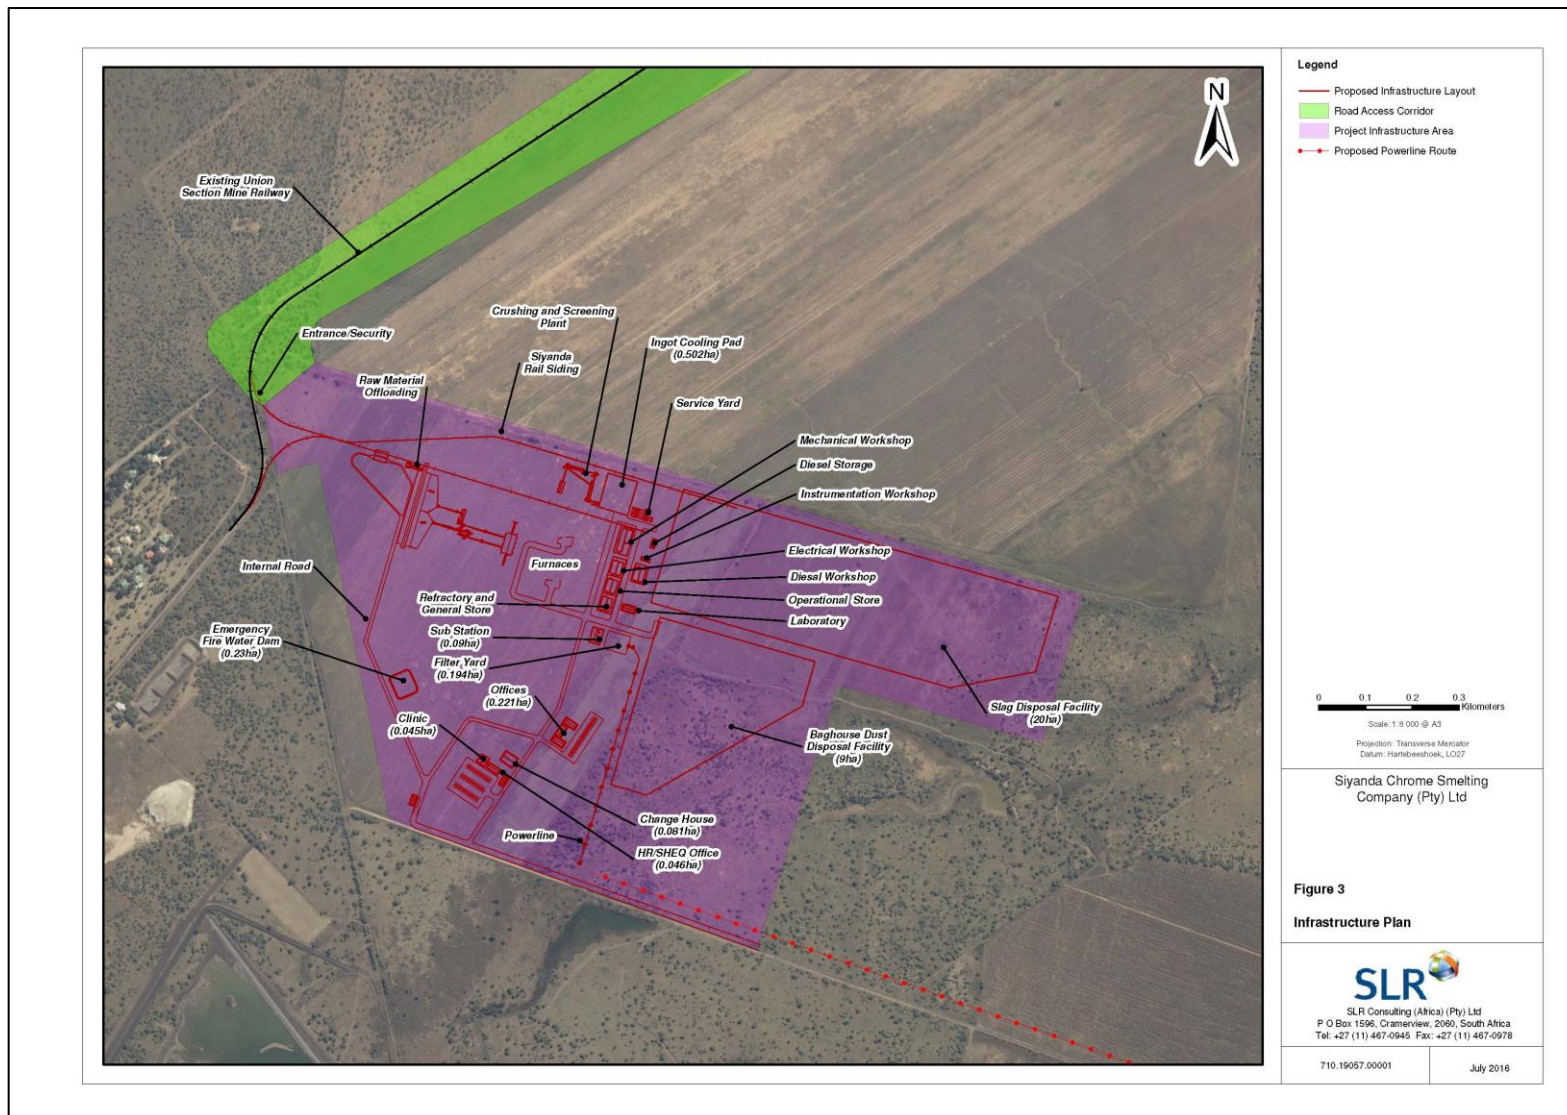 Existing Union
Section Mine Railway
Entrance/Security
Crushing and Screening
Plant
Ingot Cooling Pad
(0.502ha)
Siyanda
Rail Siding
Raw Material
Offloading
Service Yard
Mechanical Workshop
Diesel Storage
Instrumentation Workshop
Electrical Workshop
Diesal Workshop
Operational Store
Laboratory
Internal Road
Furnaces
Refractory and
General Store
Sub Station
(0.09ha)
Filter Yard
(0.194ha)
Emergency
Fire Water Dam
(0.23ha)
Offices
(0.221ha)
Clinic
(0.045ha)
Slag Disposal Facility
(20ha)
Baghouse Dust
Disposal Facility
(9ha)
Change House
(0.081ha)
HR/SHEQ Office
(0.046ha)
Powerline
N
Legend
Proposed Infrastructure Layout
Road Access Corridor
Project Infrastructure Area
Proposed Powerline Route
0 0.1 0.2 0.3
Kilometers
Scale: 1:8 000 @ A3
Projection: Transverse Mercator
Datum: Hartebeeshoek, LO27
Siyanda Chrome Smelting
Company (Pty) Ltd
Figure 3
Infrastructure Plan
SLR
SLR Consulting (Africa) (Pty) Ltd
P O Box 1596, Cramerview, 2060, South Africa
Tel: +27 (11) 467-0945 Fax: +27 (11) 467-0978
710.19057.00001
July 2016